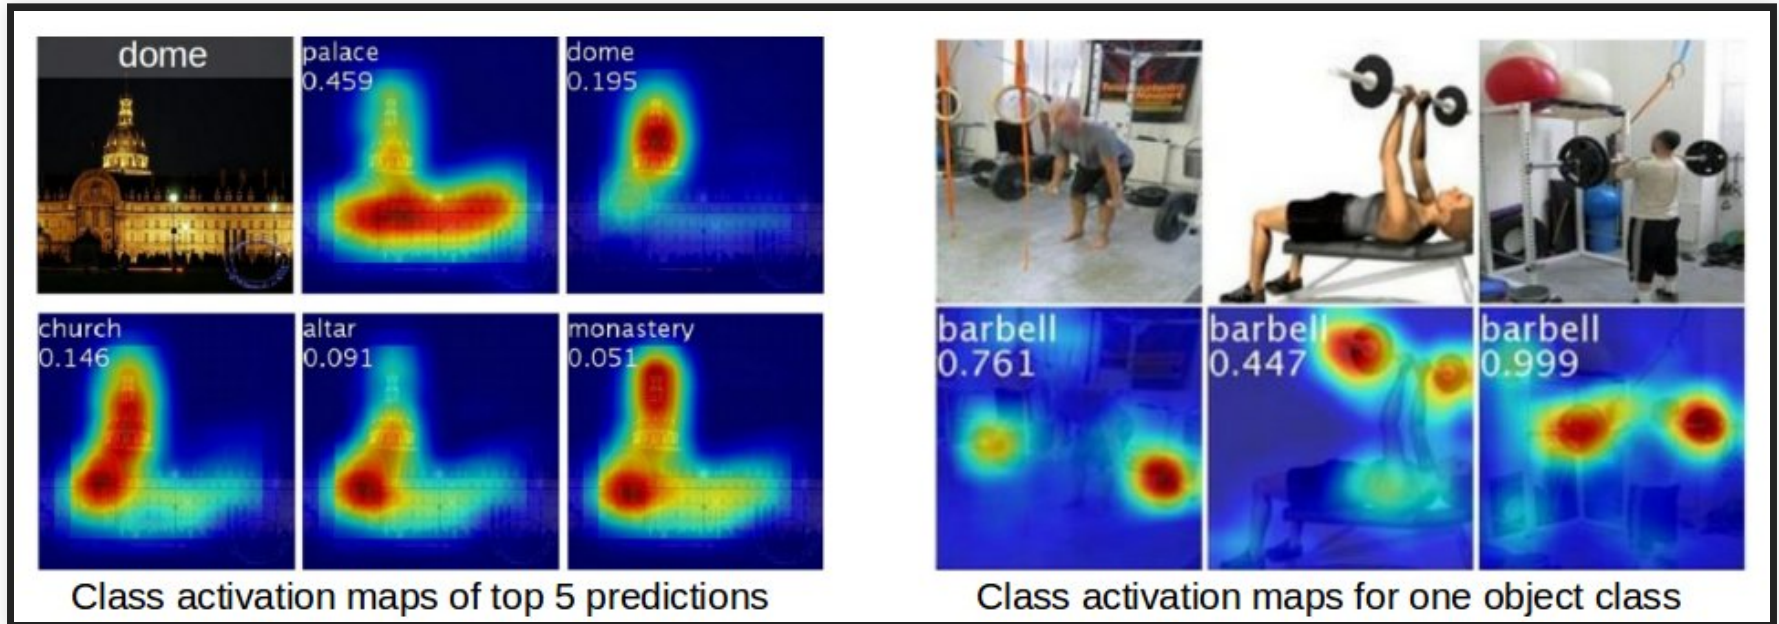 dome
palace
0.459
dome
0.195
church
0.146
altar
0.091
monastery
0.051
Class activation maps of top 5 predictions
barbell
0.761
barbell
0.447
barbell
0.999
Class activation maps for one object class